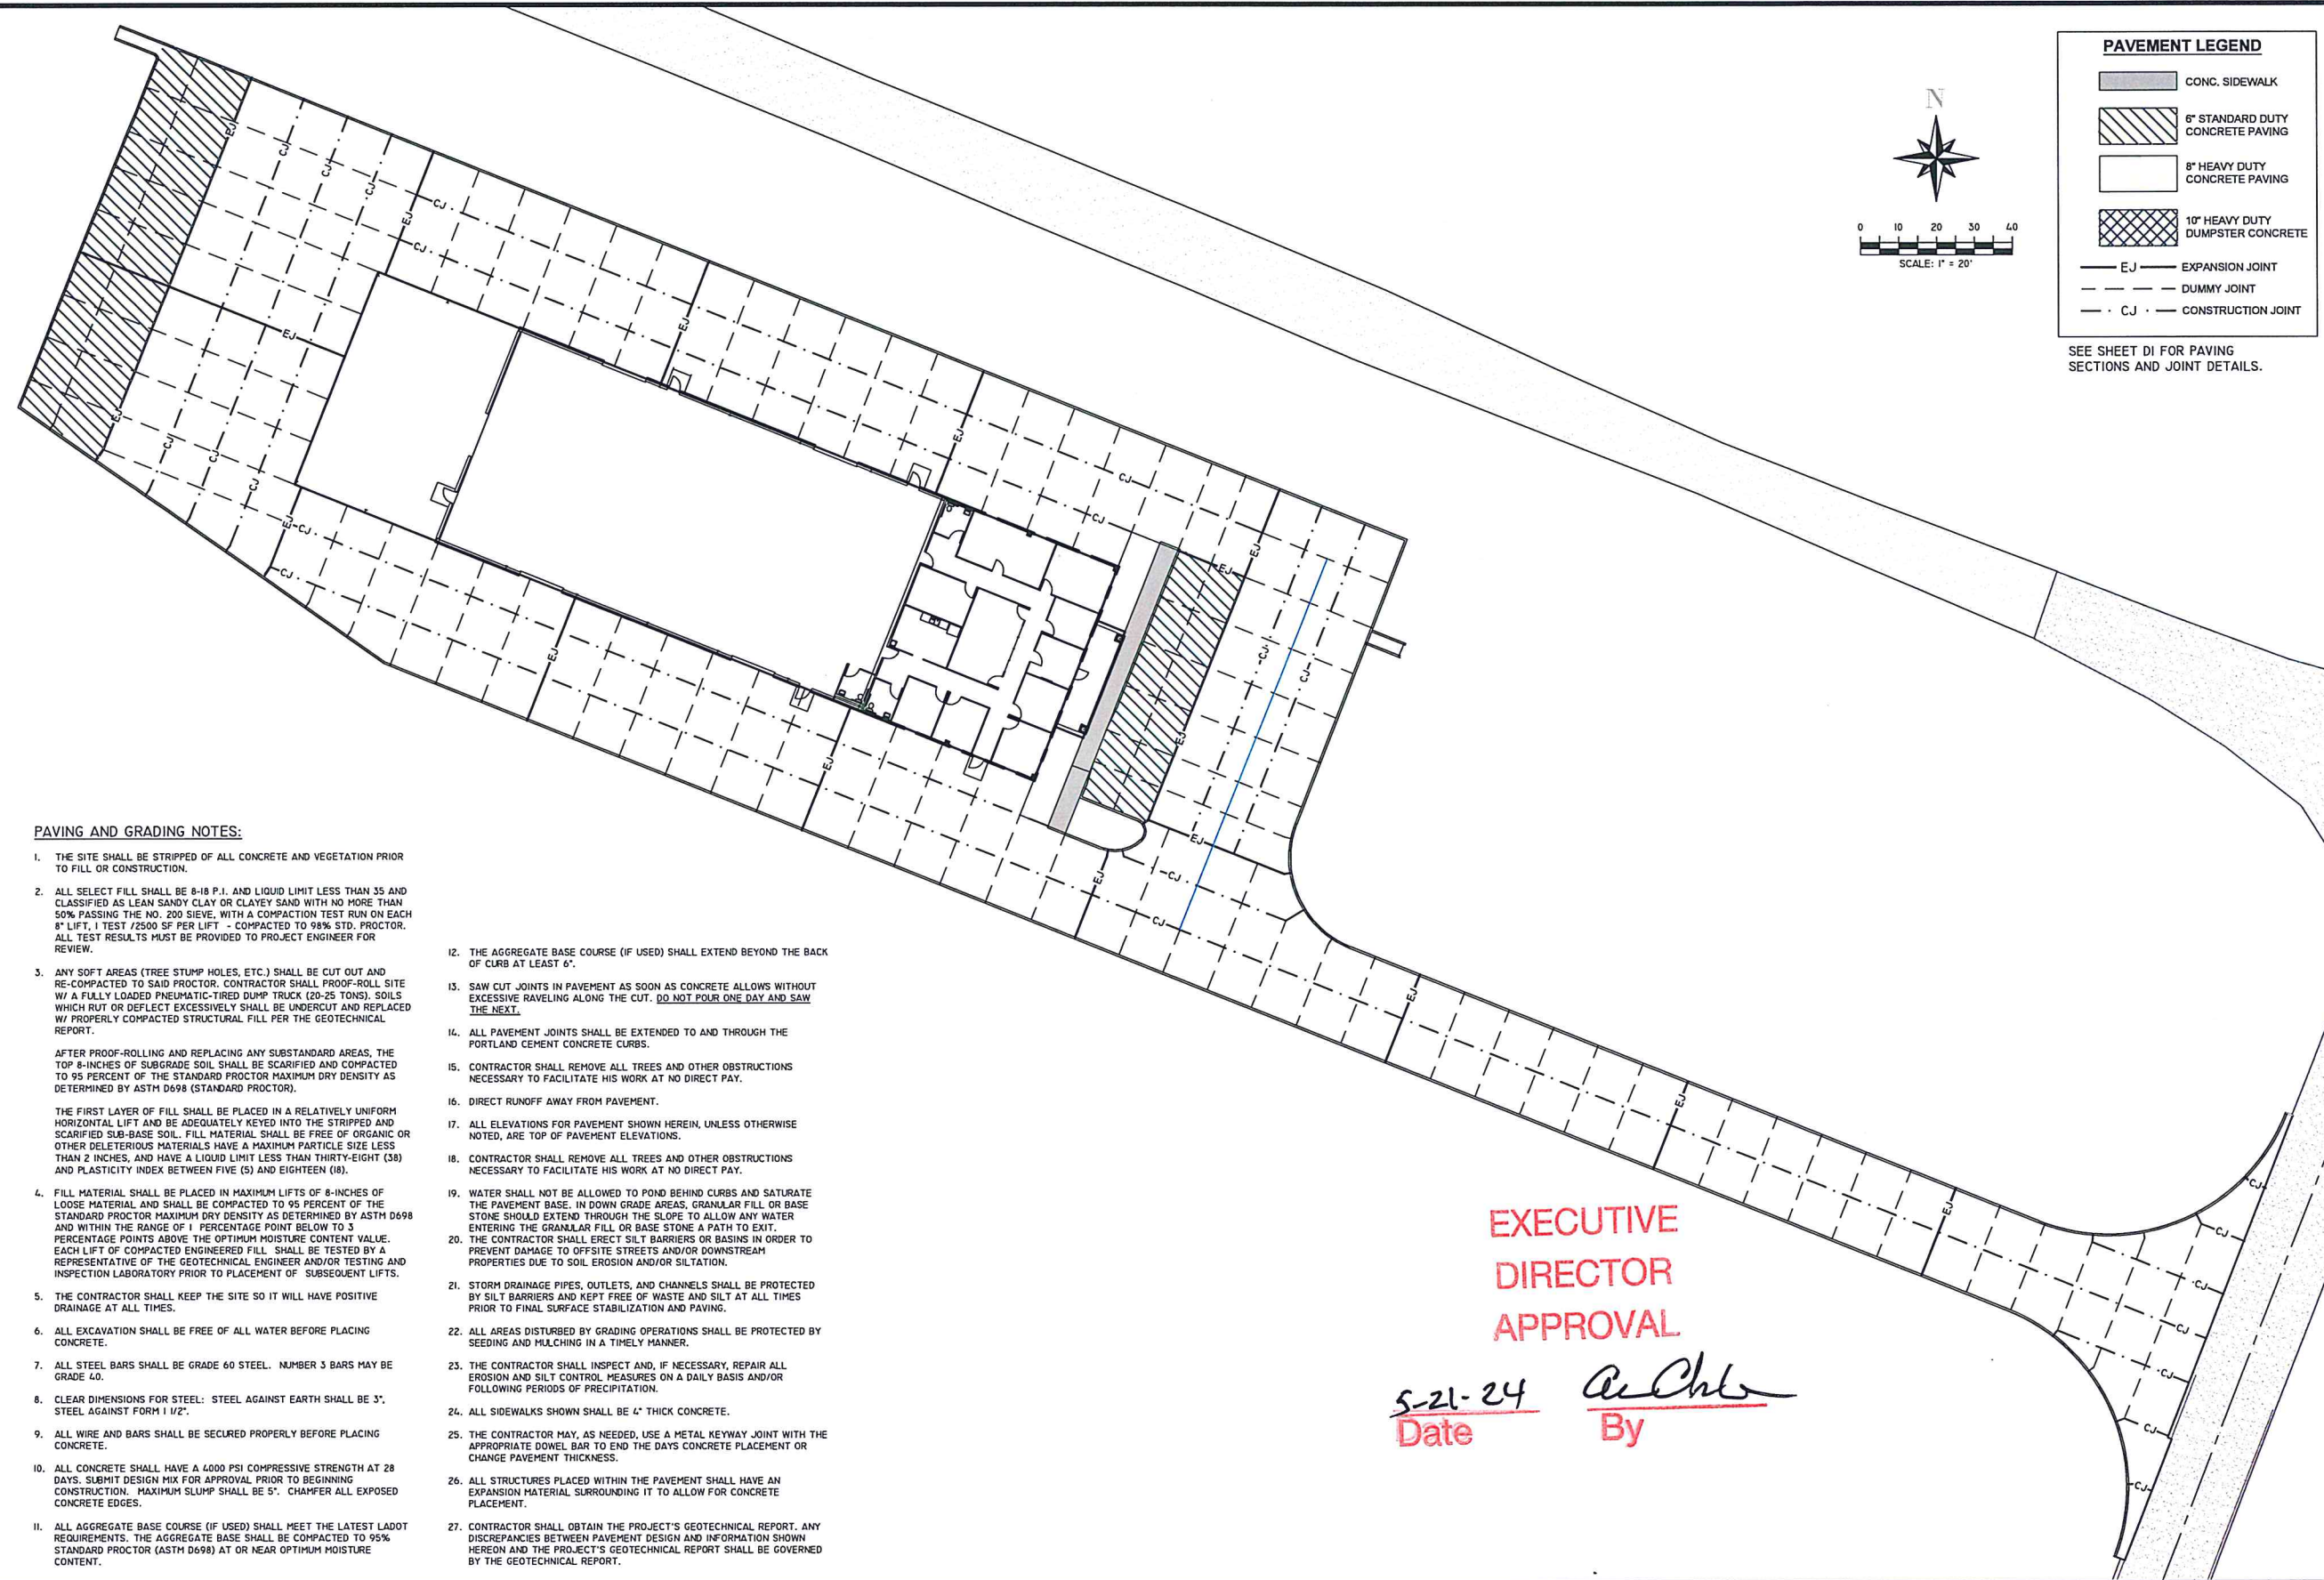 PAVEMENT LEGEND
CONC. SIDEWALK
6" STANDARD DUTY
CONCRETE PAVING
8" HEAVY DUTY
CONCRETE PAVING
10" HEAVY DUTY
DUMPSTER CONCRETE
EJ EXPANSION JOINT
DUMMY JOINT
CJ CONSTRUCTION JOINT
SEE SHEET D1 FOR PAVING
SECTIONS AND JOINT DETAILS.
N
0 10 20 30 40
SCALE: 1" = 20'
EJ
CJ
CJ
CJ
EJ
CJ
CJ
EJ
EJ
EJ
CJ
CJ
CJ
EJ
CJ
CJ
EJ
CJ
CJ
EJ
EJ
CJ
CJ
EJ
EJ
EJ
EJ
EJ
CJ
CJ
EJ
EJ
EJ
CJ
CJ
CJ
CJ
CJ
CJ
CJ
PAVING AND GRADING NOTES:
1. THE SITE SHALL BE STRIPPED OF ALL CONCRETE AND VEGETATION PRIOR
TO FILL OR CONSTRUCTION.
2. ALL SELECT FILL SHALL BE 8-18 P.I. AND LIQUID LIMIT LESS THAN 35 AND
CLASSIFIED AS LEAN SANDY CLAY OR CLAYEY SAND WITH NO MORE THAN
50% PASSING THE NO. 200 SIEVE, WITH A COMPACTION TEST RUN ON EACH
8" LIFT, 1 TEST /2500 SF PER LIFT - COMPACTED TO 98% STD. PROCTOR.
ALL TEST RESULTS MUST BE PROVIDED TO PROJECT ENGINEER FOR
REVIEW.
3. ANY SOFT AREAS (TREE STUMP HOLES, ETC.) SHALL BE CUT OUT AND
RE-COMPACTED TO SAID PROCTOR. CONTRACTOR SHALL PROOF-ROLL SITE
W/ A FULLY LOADED PNEUMATIC-TIRED DUMP TRUCK (20-25 TONS). SOILS
WHICH RUT OR DEFLECT EXCESSIVELY SHALL BE UNDERCUT AND REPLACED
W/ PROPERLY COMPACTED STRUCTURAL FILL PER THE GEOTECHNICAL
REPORT.
AFTER PROOF-ROLLING AND REPLACING ANY SUBSTANDARD AREAS, THE
TOP 8-INCHES OF SUBGRADE SOIL SHALL BE SCARIFIED AND COMPACTED
TO 95 PERCENT OF THE STANDARD PROCTOR MAXIMUM DRY DENSITY AS
DETERMINED BY ASTM D698 (STANDARD PROCTOR).
THE FIRST LAYER OF FILL SHALL BE PLACED IN A RELATIVELY UNIFORM
HORIZONTAL LIFT AND BE ADEQUATELY KEYED INTO THE STRIPPED AND
SCARIFIED SUB-BASE SOIL. FILL MATERIAL SHALL BE FREE OF ORGANIC OR
OTHER DELETERIOUS MATERIALS HAVE A MAXIMUM PARTICLE SIZE LESS
THAN 2 INCHES, AND HAVE A LIQUID LIMIT LESS THAN THIRTY-EIGHT (38)
AND PLASTICITY INDEX BETWEEN FIVE (5) AND EIGHTEEN (18).
4. FILL MATERIAL SHALL BE PLACED IN MAXIMUM LIFTS OF 8-INCHES OF
LOOSE MATERIAL AND SHALL BE COMPACTED TO 95 PERCENT OF THE
STANDARD PROCTOR MAXIMUM DRY DENSITY AS DETERMINED BY ASTM D698
AND WITHIN THE RANGE OF 1 PERCENTAGE POINT BELOW TO 3
PERCENTAGE POINTS ABOVE THE OPTIMUM MOISTURE CONTENT VALUE.
EACH LIFT OF COMPACTED ENGINEERED FILL SHALL BE TESTED BY A
REPRESENTATIVE OF THE GEOTECHNICAL ENGINEER AND/OR TESTING AND
INSPECTION LABORATORY PRIOR TO PLACEMENT OF SUBSEQUENT LIFTS.
5. THE CONTRACTOR SHALL KEEP THE SITE SO IT WILL HAVE POSITIVE
DRAINAGE AT ALL TIMES.
6. ALL EXCAVATION SHALL BE FREE OF ALL WATER BEFORE PLACING
CONCRETE.
7. ALL STEEL BARS SHALL BE GRADE 60 STEEL. NUMBER 3 BARS MAY BE
GRADE 40.
8. CLEAR DIMENSIONS FOR STEEL: STEEL AGAINST EARTH SHALL BE 3",
STEEL AGAINST FORM 1 1/2".
9. ALL WIRE AND BARS SHALL BE SECURED PROPERLY BEFORE PLACING
CONCRETE.
10. ALL CONCRETE SHALL HAVE A 4000 PSI COMPRESSIVE STRENGTH AT 28
DAYS. SUBMIT DESIGN MIX FOR APPROVAL PRIOR TO BEGINNING
CONSTRUCTION. MAXIMUM SLUMP SHALL BE 5". CHAMFER ALL EXPOSED
CONCRETE EDGES.
11. ALL AGGREGATE BASE COURSE (IF USED) SHALL MEET THE LATEST LADOT
REQUIREMENTS. THE AGGREGATE BASE SHALL BE COMPACTED TO 95%
STANDARD PROCTOR (ASTM D698) AT OR NEAR OPTIMUM MOISTURE
CONTENT.
12. THE AGGREGATE BASE COURSE (IF USED) SHALL EXTEND BEYOND THE BACK
OF CURB AT LEAST 6".
13. SAW CUT JOINTS IN PAVEMENT AS SOON AS CONCRETE ALLOWS WITHOUT
EXCESSIVE RAVELING ALONG THE CUT. DO NOT POUR ONE DAY AND SAW
THE NEXT.
14. ALL PAVEMENT JOINTS SHALL BE EXTENDED TO AND THROUGH THE
PORTLAND CEMENT CONCRETE CURBS.
15. CONTRACTOR SHALL REMOVE ALL TREES AND OTHER OBSTRUCTIONS
NECESSARY TO FACILITATE HIS WORK AT NO DIRECT PAY.
16. DIRECT RUNOFF AWAY FROM PAVEMENT.
17. ALL ELEVATIONS FOR PAVEMENT SHOWN HEREIN, UNLESS OTHERWISE
NOTED, ARE TOP OF PAVEMENT ELEVATIONS.
18. CONTRACTOR SHALL REMOVE ALL TREES AND OTHER OBSTRUCTIONS
NECESSARY TO FACILITATE HIS WORK AT NO DIRECT PAY.
19. WATER SHALL NOT BE ALLOWED TO POND BEHIND CURBS AND SATURATE
THE PAVEMENT BASE. IN DOWN GRADE AREAS, GRANULAR FILL OR BASE
STONE SHOULD EXTEND THROUGH THE SLOPE TO ALLOW ANY WATER
ENTERING THE GRANULAR FILL OR BASE STONE A PATH TO EXIT.
20. THE CONTRACTOR SHALL ERECT SILT BARRIERS OR BASINS IN ORDER TO
PREVENT DAMAGE TO OFFSITE STREETS AND/OR DOWNSTREAM
PROPERTIES DUE TO SOIL EROSION AND/OR SILTATION.
21. STORM DRAINAGE PIPES, OUTLETS, AND CHANNELS SHALL BE PROTECTED
BY SILT BARRIERS AND KEPT FREE OF WASTE AND SILT AT ALL TIMES
PRIOR TO FINAL SURFACE STABILIZATION AND PAVING.
22. ALL AREAS DISTURBED BY GRADING OPERATIONS SHALL BE PROTECTED BY
SEEDING AND MULCHING IN A TIMELY MANNER.
23. THE CONTRACTOR SHALL INSPECT AND, IF NECESSARY, REPAIR ALL
EROSION AND SILT CONTROL MEASURES ON A DAILY BASIS AND/OR
FOLLOWING PERIODS OF PRECIPITATION.
24. ALL SIDEWALKS SHOWN SHALL BE 4" THICK CONCRETE.
25. THE CONTRACTOR MAY, AS NEEDED, USE A METAL KEYWAY JOINT WITH THE
APPROPRIATE DOWEL BAR TO END THE DAYS CONCRETE PLACEMENT OR
CHANGE PAVEMENT THICKNESS.
26. ALL STRUCTURES PLACED WITHIN THE PAVEMENT SHALL HAVE AN
EXPANSION MATERIAL SURROUNDING IT TO ALLOW FOR CONCRETE
PLACEMENT.
27. CONTRACTOR SHALL OBTAIN THE PROJECT'S GEOTECHNICAL REPORT. ANY
DISCREPANCIES BETWEEN PAVEMENT DESIGN AND INFORMATION SHOWN
HEREON AND THE PROJECT'S GEOTECHNICAL REPORT SHALL BE GOVERNED
BY THE GEOTECHNICAL REPORT.
EXECUTIVE
DIRECTOR
APPROVAL
5-21-24
Date By